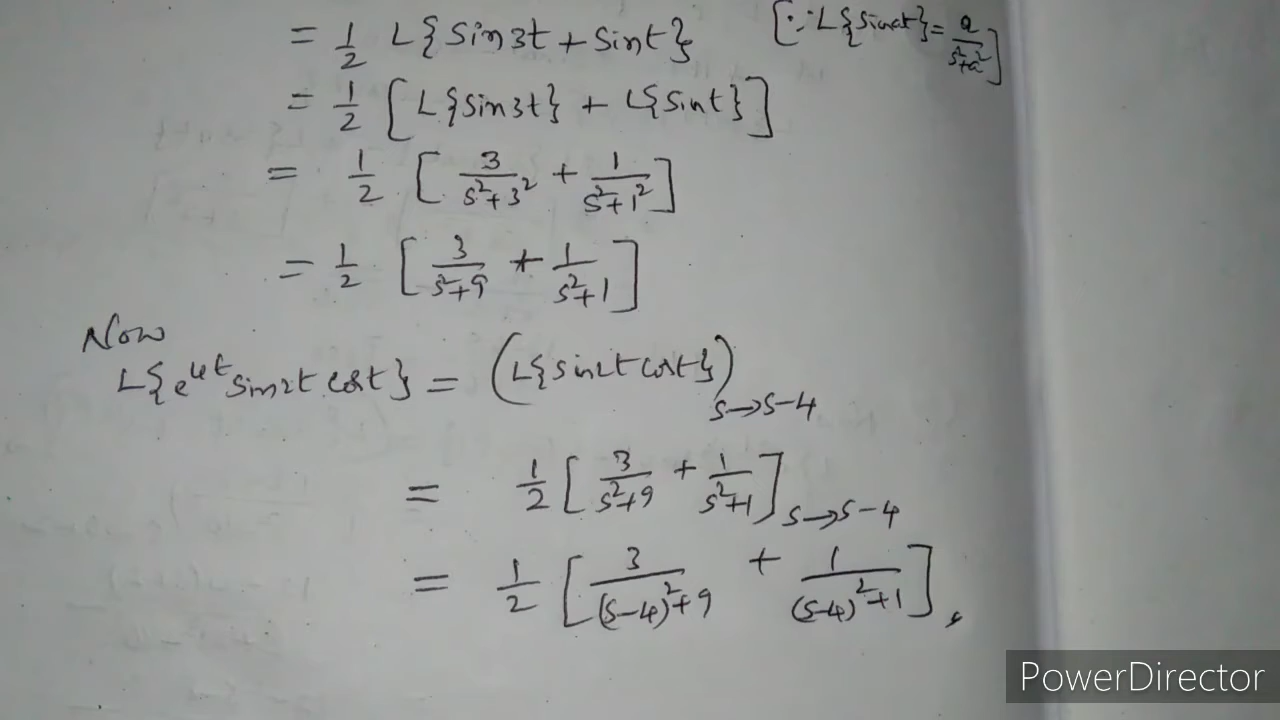 = 1/2 L{Sin3t + Sint} [∵ L{Sinat} = a/(s²+a²)]
= 1/2 [L{Sin3t} + L{Sint}]
= 1/2 [3/(s²+3²) + 1/(s²+1²)]
= 1/2 [3/(s²+9) + 1/(s²+1)]
Now
L{e^4t Sin2t cost} = (L{sin2t cost}) s→s-4
= 1/2 [3/(s²+9) + 1/(s²+1)] s→s-4
= 1/2 [3/((s-4)²+9) + 1/((s-4)²+1)],
PowerDirector